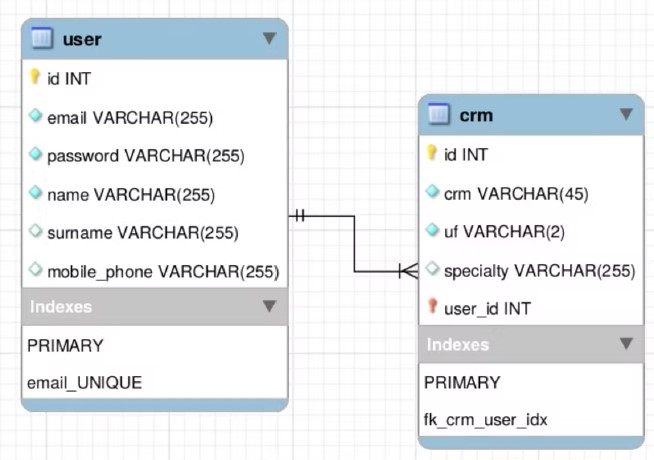 user
id INT
email VARCHAR(255)
password VARCHAR(255)
name VARCHAR(255)
surname VARCHAR(255)
mobile_phone VARCHAR(255)
Indexes
PRIMARY
email_UNIQUE
crm
id INT
crm VARCHAR(45)
uf VARCHAR(2)
specialty VARCHAR(255)
user_id INT
Indexes
PRIMARY
fk_crm_user_idx